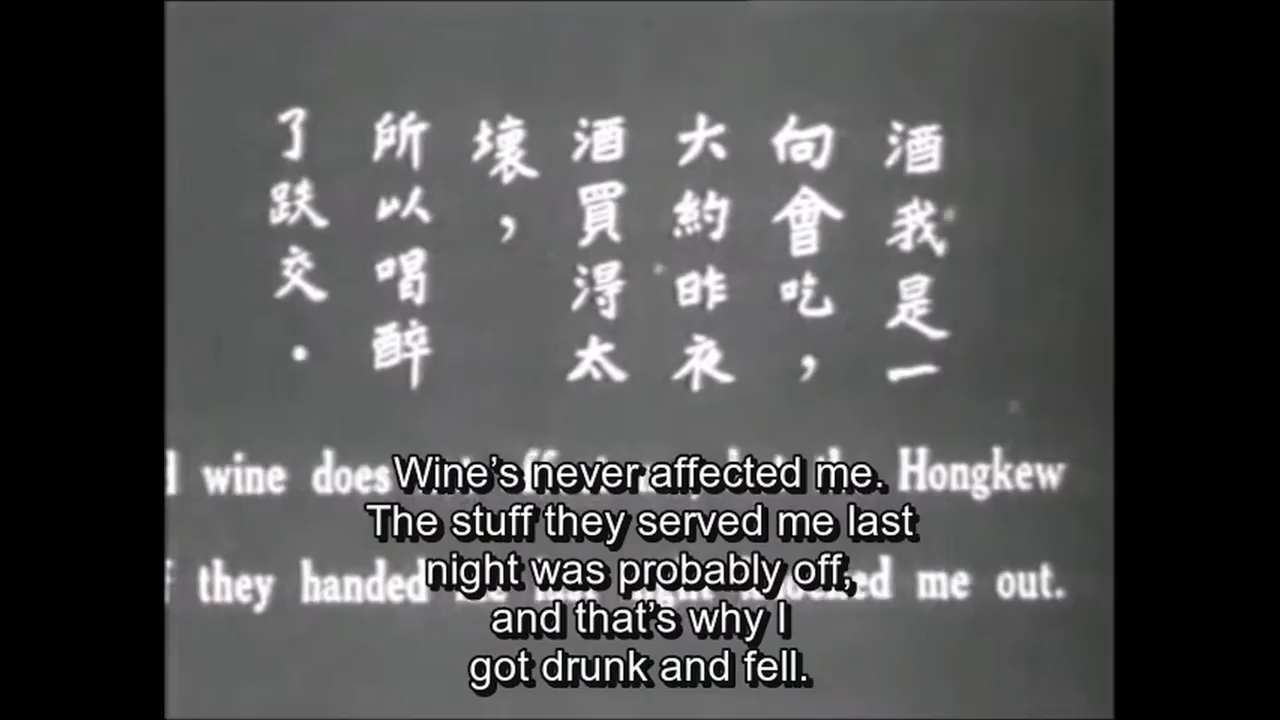 酒我是一
向會吃，
大約昨夜
酒買得太
壞，
所以喝醉
了跌交．
wine does Hongkew
they handed me out.
Wine's never affected me.
The stuff they served me last
night was probably off,
and that's why I
got drunk and fell.